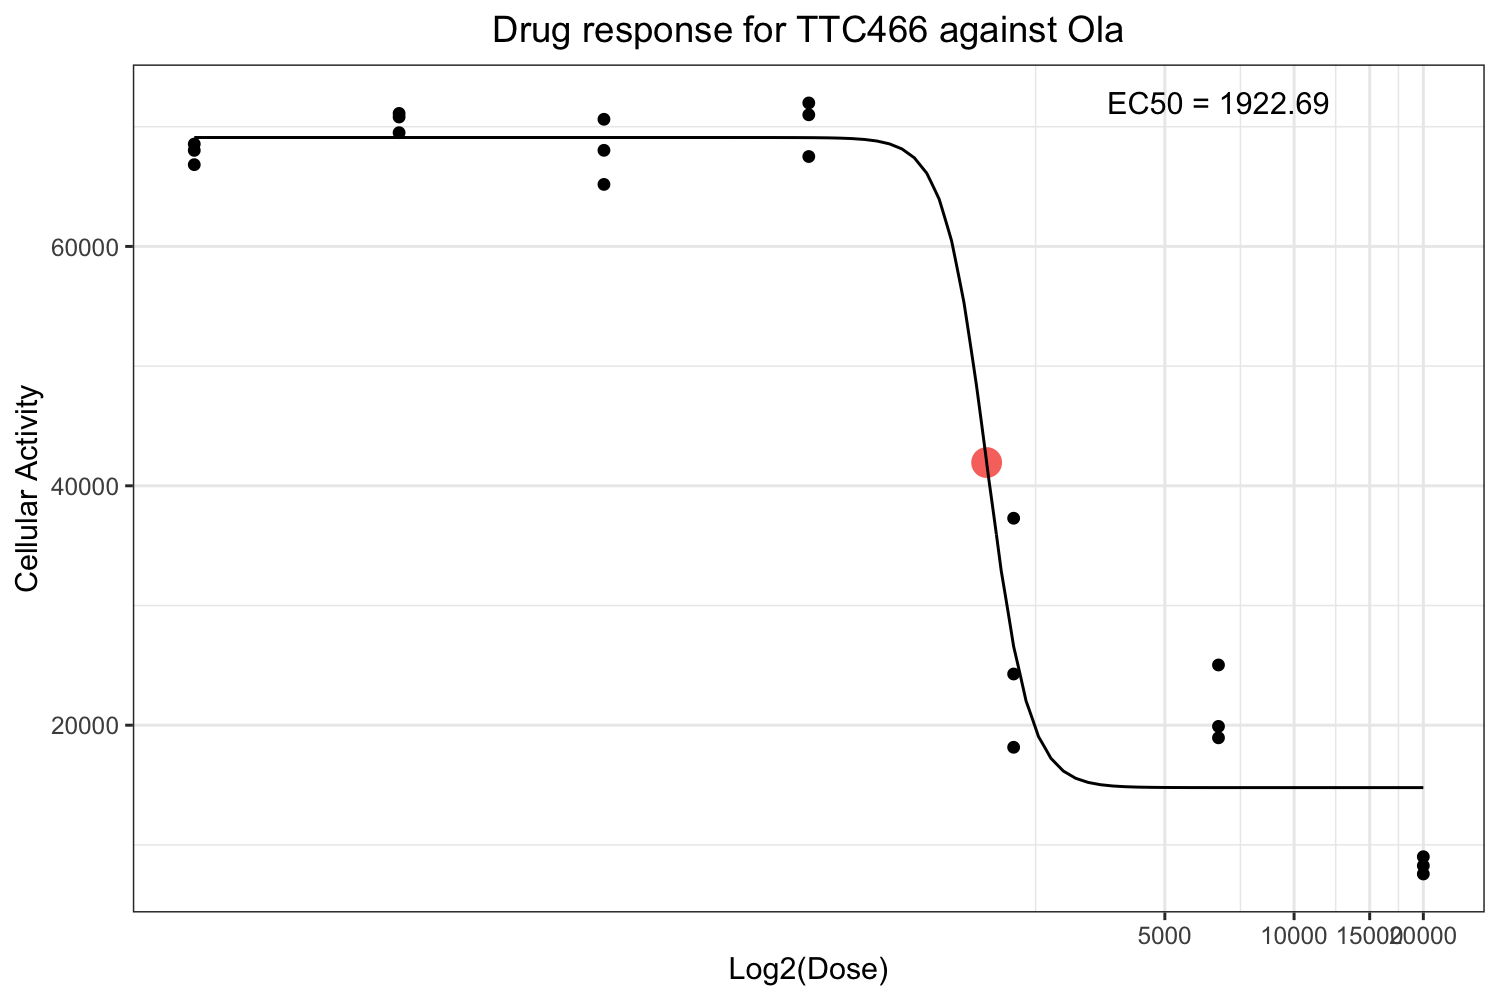 Drug response for TTC466 against Ola
EC50 = 1922.69
Cellular Activity
60000
40000
20000
5000 10000 15000 20000
Log2(Dose)